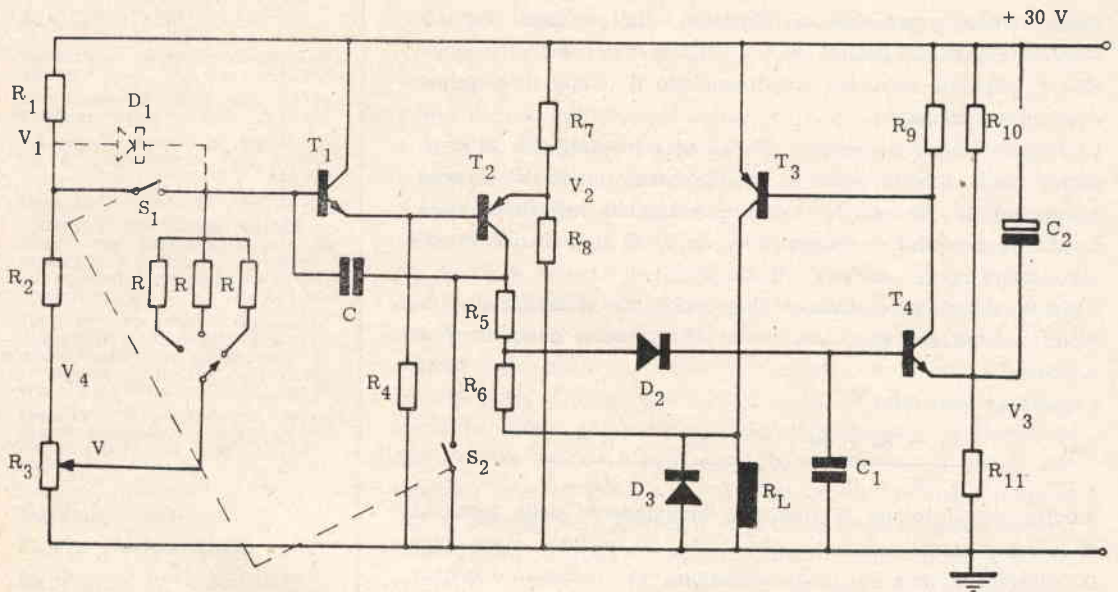 + 30 V
R1
D1
V1
S1
T1
T2
R7
V2
R8
T3
R9
R10
C2
R2
R
R
R
C
R5
T4
V4
R4
R6
D2
V3
R3
V
S2
D3
RL
C1
R11